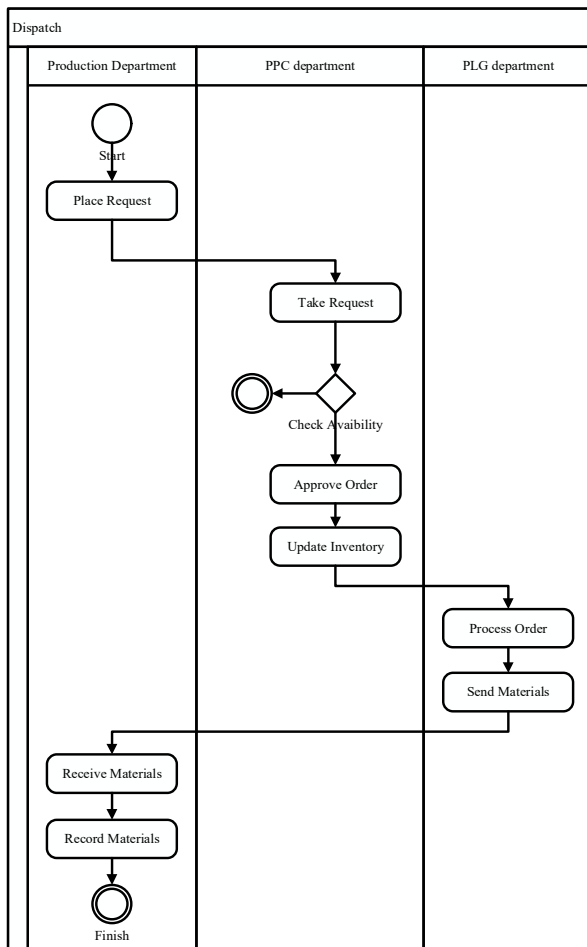 Dispatch
Production Department
PPC department
PLG department
Start
Place Request
Take Request
Check Avaibility
Approve Order
Update Inventory
Process Order
Send Materials
Receive Materials
Record Materials
Finish